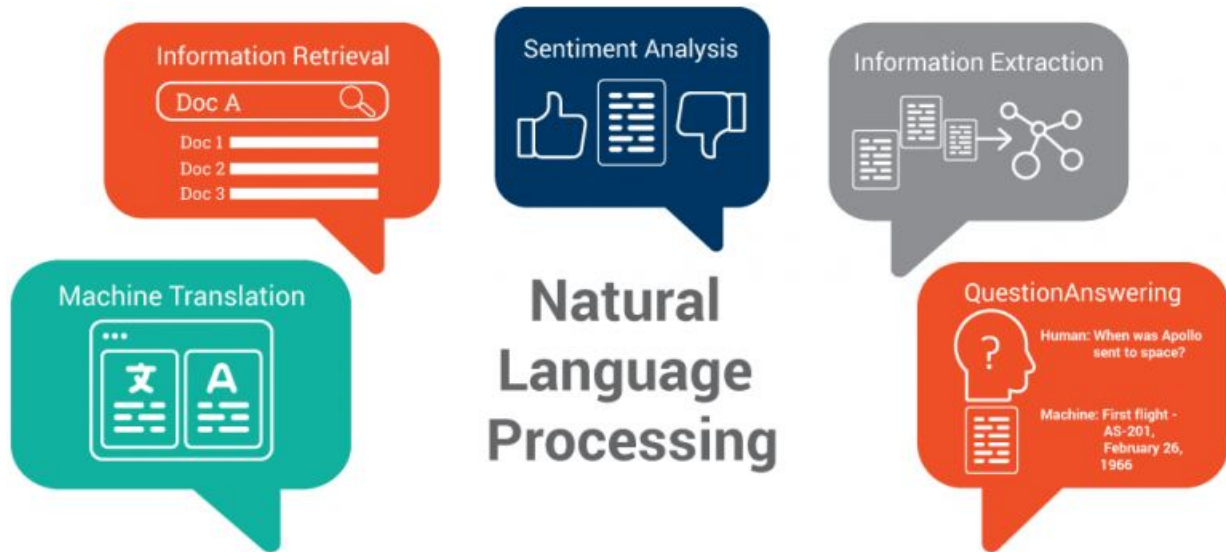 Information Retrieval
Doc A
Doc 1
Doc 2
Doc 3
Sentiment Analysis
Information Extraction
Machine Translation
文
A
Natural
Language
Processing
QuestionAnswering
?
Human: When was Apollo
sent to space?
Machine: First flight -
AS-201,
February 26,
1966